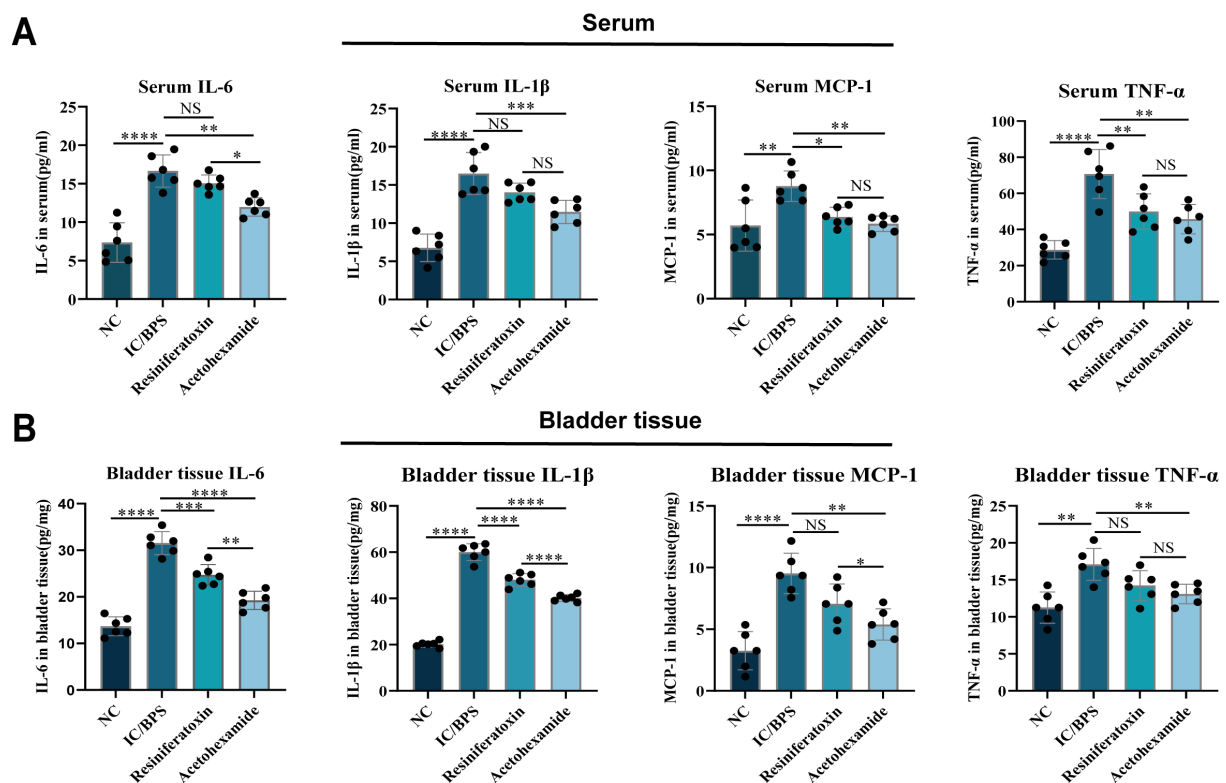 A
Serum
Serum IL-6
IL-6 in serum(pg/ml)
25
20
15
10
5
0
****
NS
**
*
NC
IC/BPS
Resiniferatoxin
Acetohexamide
Serum IL-1β
IL-1β in serum(pg/ml)
25
20
15
10
5
0
****
***
NS
NS
NC
IC/BPS
Resiniferatoxin
Acetohexamide
Serum MCP-1
MCP-1 in serum(pg/ml)
15
10
5
0
**
**
*
NS
NC
IC/BPS
Resiniferatoxin
Acetohexamide
Serum TNF-α
TNF-α in serum(pg/ml)
100
80
60
40
20
0
****
**
**
NS
NC
IC/BPS
Resiniferatoxin
Acetohexamide
B
Bladder tissue
Bladder tissue IL-6
IL-6 in bladder tissue(pg/mg)
40
30
20
10
0
****
****
***
**
NC
IC/BPS
Resiniferatoxin
Acetohexamide
Bladder tissue IL-1β
IL-1β in bladder tissue(pg/mg)
80
60
40
20
0
****
****
****
****
NC
IC/BPS
Resiniferatoxin
Acetohexamide
Bladder tissue MCP-1
MCP-1 in bladder tissue(pg/mg)
15
10
5
0
****
**
NS
*
NC
IC/BPS
Resiniferatoxin
Acetohexamide
Bladder tissue TNF-α
TNF-α in bladder tissue(pg/mg)
25
20
15
10
5
0
**
**
NS
NS
NC
IC/BPS
Resiniferatoxin
Acetohexamide